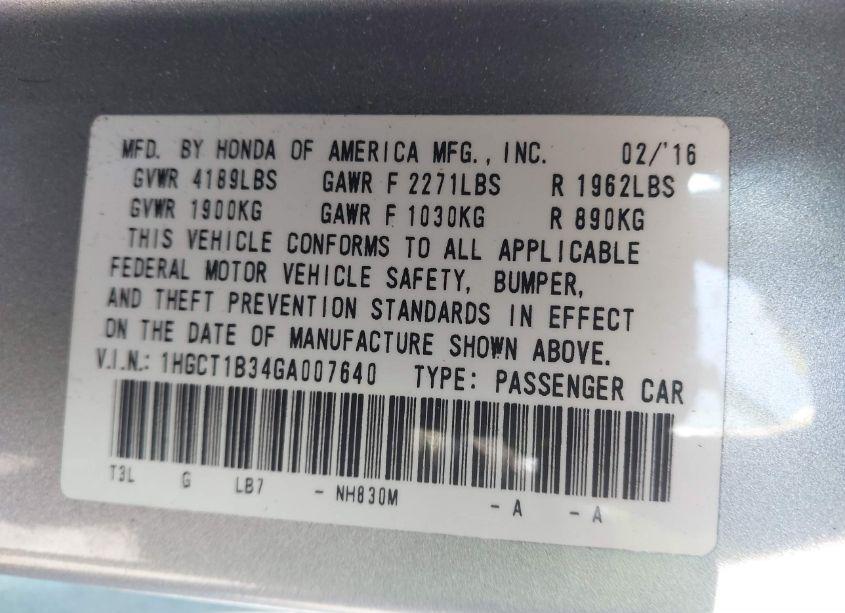 MFD. BY HONDA OF AMERICA MFG., INC. 02/'16
GVWR 4189LBS GAWR F 2271LBS R 1962LBS
GVWR 1900KG GAWR F 1030KG R 890KG
THIS VEHICLE CONFORMS TO ALL APPLICABLE
FEDERAL MOTOR VEHICLE SAFETY, BUMPER,
AND THEFT PREVENTION STANDARDS IN EFFECT
ON THE DATE OF MANUFACTURE SHOWN ABOVE.
V.I.N.: 1HGCT1B34GA007640 TYPE: PASSENGER CAR
T3L G LB7 - NH830M - A - A